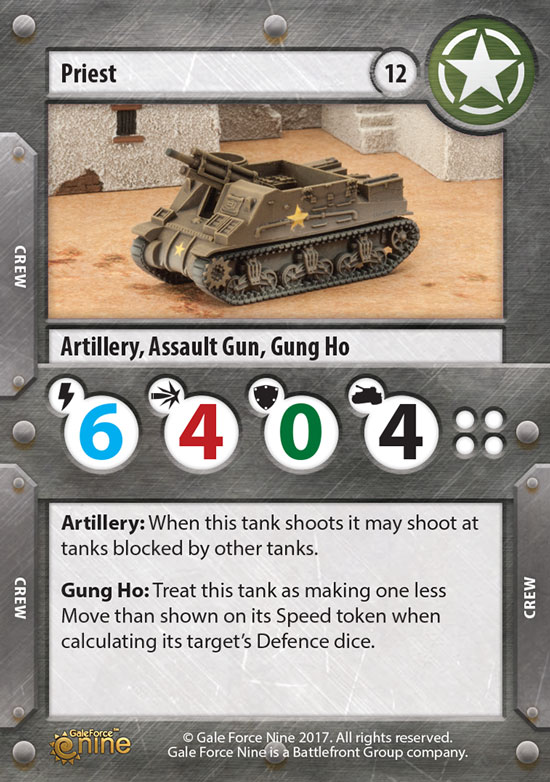 Priest
12
CREW
Artillery, Assault Gun, Gung Ho
6 4 0 4
Artillery: When this tank shoots it may shoot at
tanks blocked by other tanks.
Gung Ho: Treat this tank as making one less
Move than shown on its Speed token when
calculating its target's Defence dice.
CREW
CREW
GaleForce™
nine
© Gale Force Nine 2017. All rights reserved.
Gale Force Nine is a Battlefront Group company.